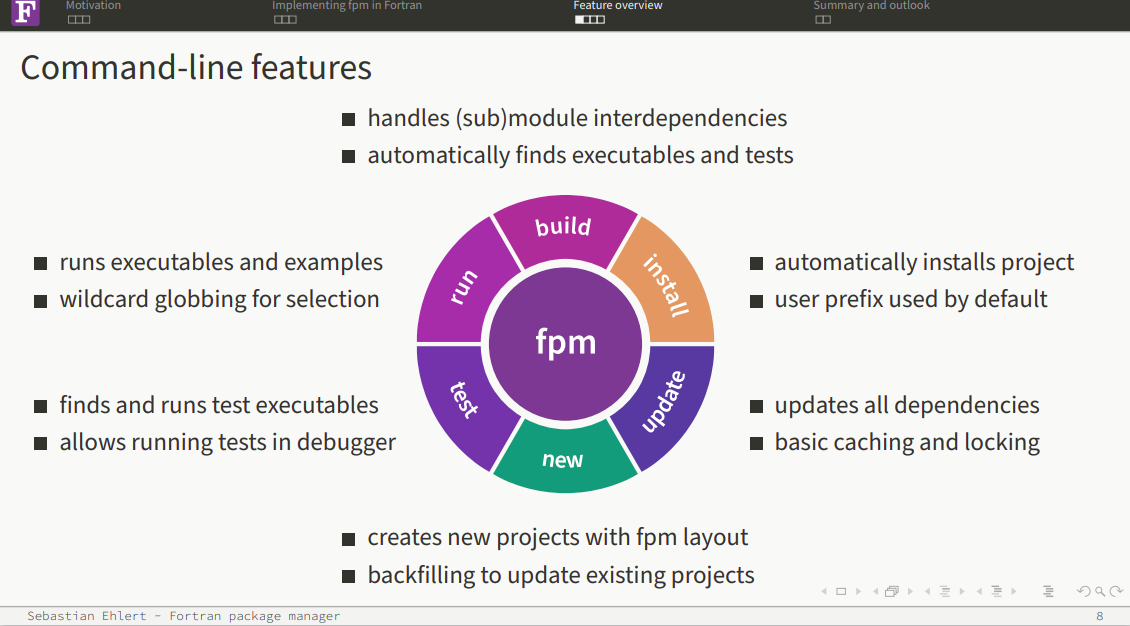 F
Motivation
Implementing fpm in Fortran
Feature overview
Summary and outlook
Command-line features
handles (sub)module interdependencies
automatically finds executables and tests
runs executables and examples
wildcard globbing for selection
build
run
install
fpm
test
update
new
automatically installs project
user prefix used by default
finds and runs test executables
allows running tests in debugger
updates all dependencies
basic caching and locking
creates new projects with fpm layout
backfilling to update existing projects
Sebastian Ehlert – Fortran package manager
8